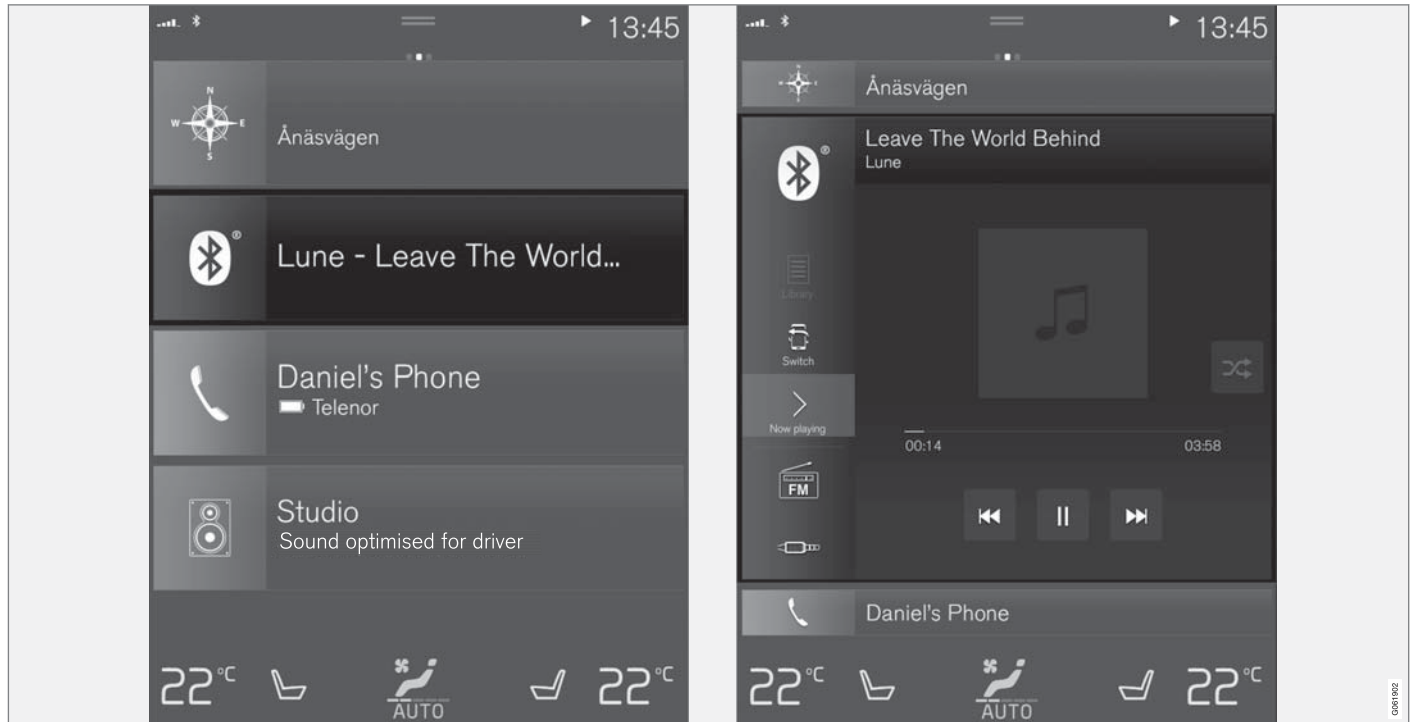 13:45
N
W E
S
Ånäsvägen
Lune - Leave The World...
Daniel's Phone
Telenor
Studio
Sound optimised for driver
22°C
AUTO
22°C
13:45
N
Ånäsvägen
Leave The World Behind
Lune
Library
Switch
Now playing
00:14
03:58
FM
Daniel's Phone
22°C
AUTO
22°C
G061902